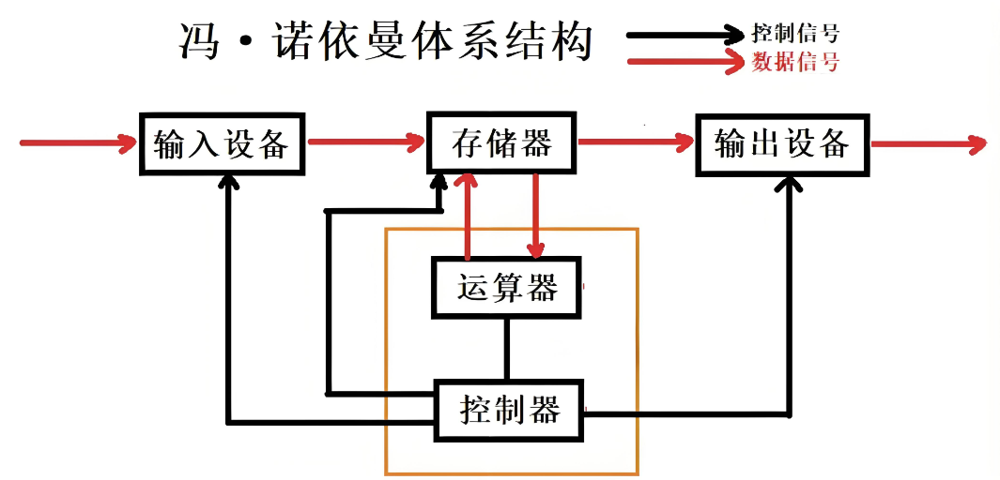 冯·诺依曼体系结构
控制信号
数据信号
输入设备
存储器
输出设备
运算器
控制器